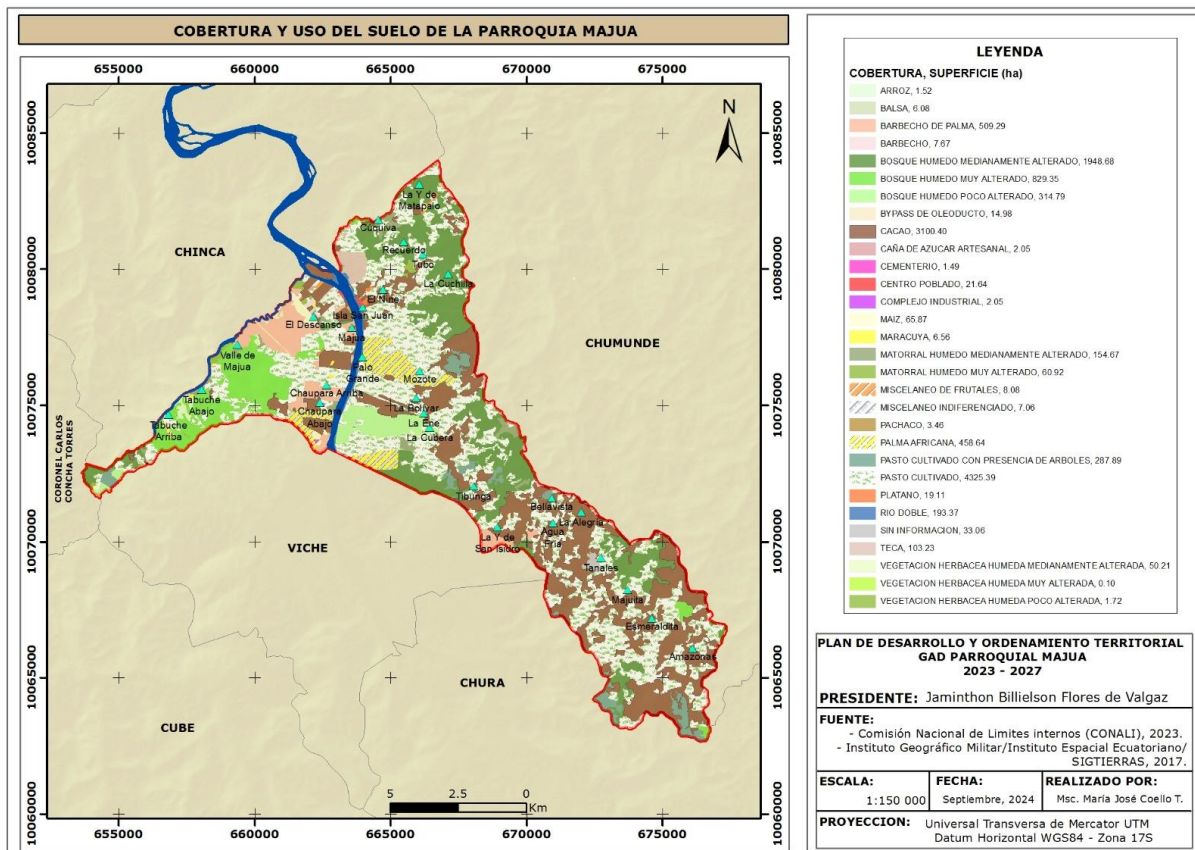 COBERTURA Y USO DEL SUELO DE LA PARROQUIA MAJUA
655000 660000 665000 670000 675000
10085000
10080000
10075000
10070000
10065000
10060000
N
CHINCA
CHUMUNDE
CORONEL CARLOS
CONCHA TORRES
VICHE
CHURA
CUBE
La Y de
Matapalo
Cuquiva
Recuerdo
Tubo
La Cuchilla
El Nine
Isla San Juan
El Descanso
Majua
Valle de
Majua
Palo
Grande
Mozote
Chaupara Arriba
Tabuche
Abajo
Chaupara
Abajo
La Bolivar
Tabuche
Arriba
La Ene
La Cubera
Tibunga
Bellavista
La Alegria
La Y de
San Isidro
Agua
Fria
Tanales
Majuita
Esmeraldita
Amazonas
5 2.5 0
Km
655000 660000 665000 670000 675000
10085000
10080000
10075000
10070000
10065000
10060000
LEYENDA
COBERTURA, SUPERFICIE (ha)
ARROZ, 1.52
BALSA, 6.08
BARBECHO DE PALMA, 509.29
BARBECHO, 7.67
BOSQUE HUMEDO MEDIANAMENTE ALTERADO, 1948.68
BOSQUE HUMEDO MUY ALTERADO, 829.35
BOSQUE HUMEDO POCO ALTERADO, 314.79
BYPASS DE OLEODUCTO, 14.98
CACAO, 3100.40
CAÑA DE AZUCAR ARTESANAL, 2.05
CEMENTERIO, 1.49
CENTRO POBLADO, 21.64
COMPLEJO INDUSTRIAL, 2.05
MAIZ, 65.87
MARACUYA, 6.56
MATORRAL HUMEDO MEDIANAMENTE ALTERADO, 154.67
MATORRAL HUMEDO MUY ALTERADO, 60.92
MISCELANEO DE FRUTALES, 8.08
MISCELANEO INDIFERENCIADO, 7.06
PACHACO, 3.46
PALMA AFRICANA, 458.64
PASTO CULTIVADO CON PRESENCIA DE ARBOLES, 287.89
PASTO CULTIVADO, 4325.39
PLATANO, 19.11
RIO DOBLE, 193.37
SIN INFORMACION, 33.06
TECA, 103.23
VEGETACION HERBACEA HUMEDA MEDIANAMENTE ALTERADA, 50.21
VEGETACION HERBACEA HUMEDA MUY ALTERADA, 0.10
VEGETACION HERBACEA HUMEDA POCO ALTERADA, 1.72
PLAN DE DESARROLLO Y ORDENAMIENTO TERRITORIAL
GAD PARROQUIAL MAJUA
2023 - 2027
PRESIDENTE: Jaminthon Billielson Flores de Valgaz
FUENTE:
- Comisión Nacional de Limites internos (CONALI), 2023.
- Instituto Geográfico Militar/Instituto Espacial Ecuatoriano/
SIGTIERRAS, 2017.
ESCALA:
1:150 000
FECHA:
Septiembre, 2024
REALIZADO POR:
Msc. María José Coello T.
PROYECCION: Universal Transversa de Mercator UTM
Datum Horizontal WGS84 - Zona 17S